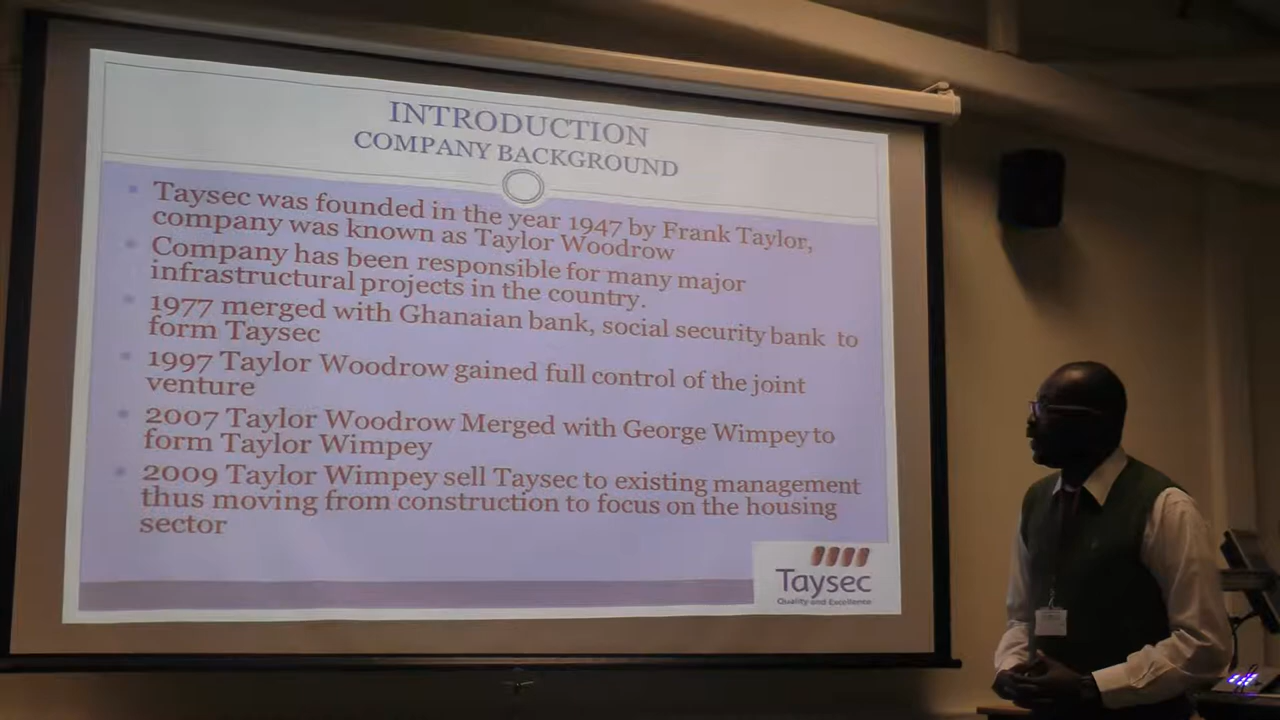 INTRODUCTION
COMPANY BACKGROUND
Taysec was founded in the year 1947 by Frank Taylor,
company was known as Taylor Woodrow
Company has been responsible for many major
infrastructural projects in the country.
1977 merged with Ghanaian bank, social security bank to
form Taysec
1997 Taylor Woodrow gained full control of the joint
venture
2007 Taylor Woodrow Merged with George Wimpey to
form Taylor Wimpey
2009 Taylor Wimpey sell Taysec to existing management
thus moving from construction to focus on the housing
sector
Taysec
Quality and Excellence